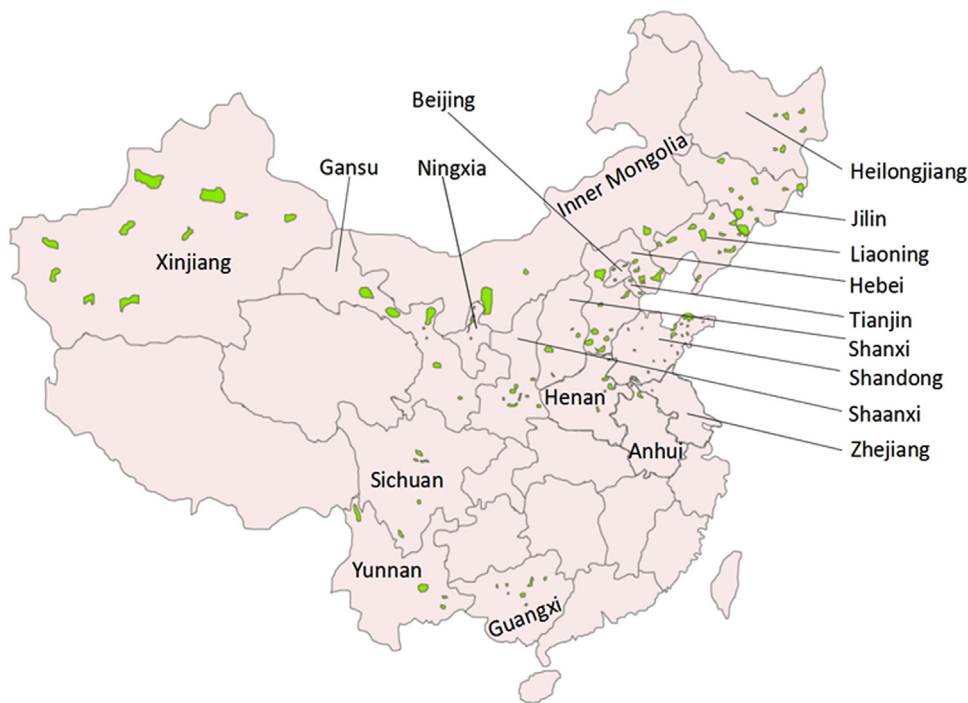 Beijing
Gansu
Ningxia
Inner Mongolia
Heilongjiang
Jilin
Liaoning
Xinjiang
Hebei
Tianjin
Shanxi
Shandong
Henan
Shaanxi
Anhui
Zhejiang
Sichuan
Yunnan
Guangxi